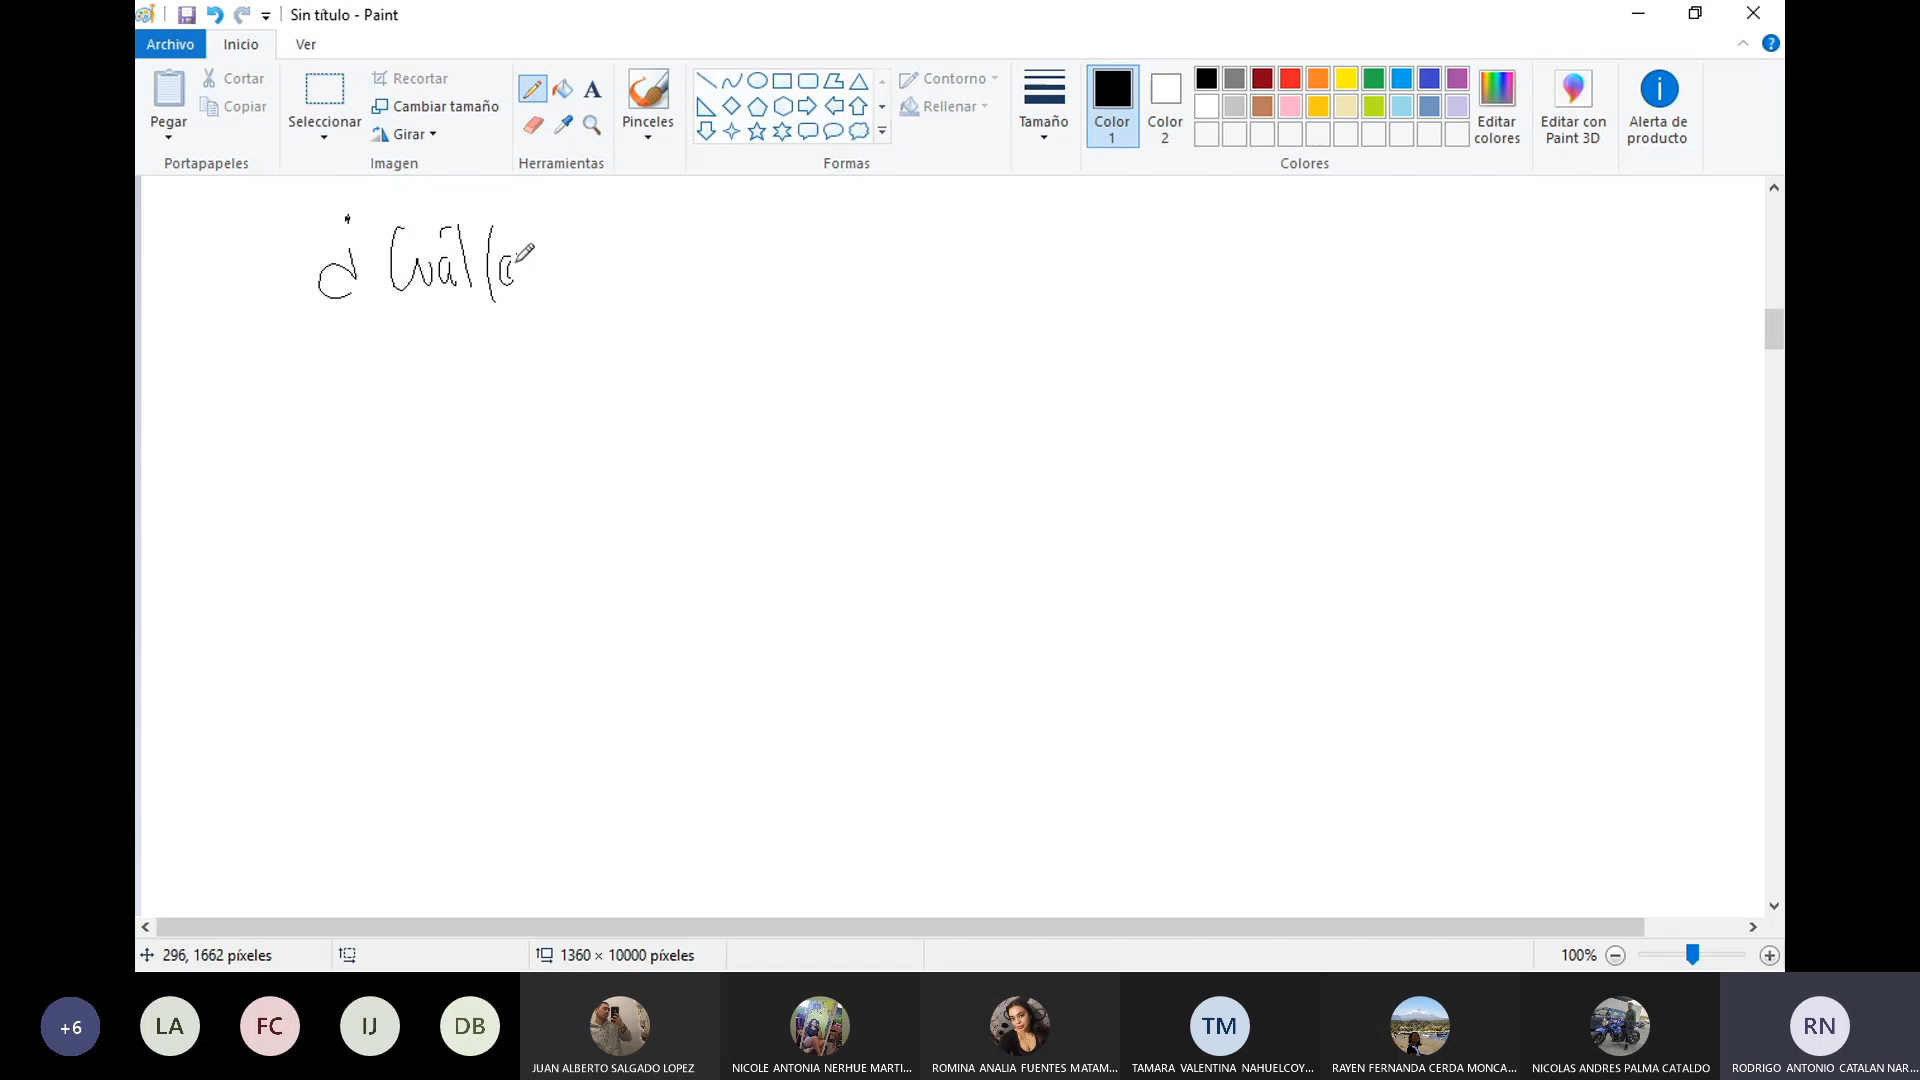 Sin título - Paint
Archivo Inicio Ver
Pegar Cortar Copiar Portapapeles
Seleccionar Recortar Cambiar tamaño Girar Imagen
Herramientas
Pinceles
Contorno Rellenar Formas
Tamaño
Color 1 Color 2 Editar colores Colores
Editar con Paint 3D
Alerta de producto
¿ Cuál
296, 1662 píxeles 1360 × 10000 píxeles 100%
+6 LA FC IJ DB TM RN
JUAN ALBERTO SALGADO LOPEZ NICOLE ANTONIA NERHUE MARTI... ROMINA ANALIA FUENTES MATAM... TAMARA VALENTINA NAHUELCOY... RAYEN FERNANDA CERDA MONCA... NICOLAS ANDRES PALMA CATALDO RODRIGO ANTONIO CATALAN NAR...